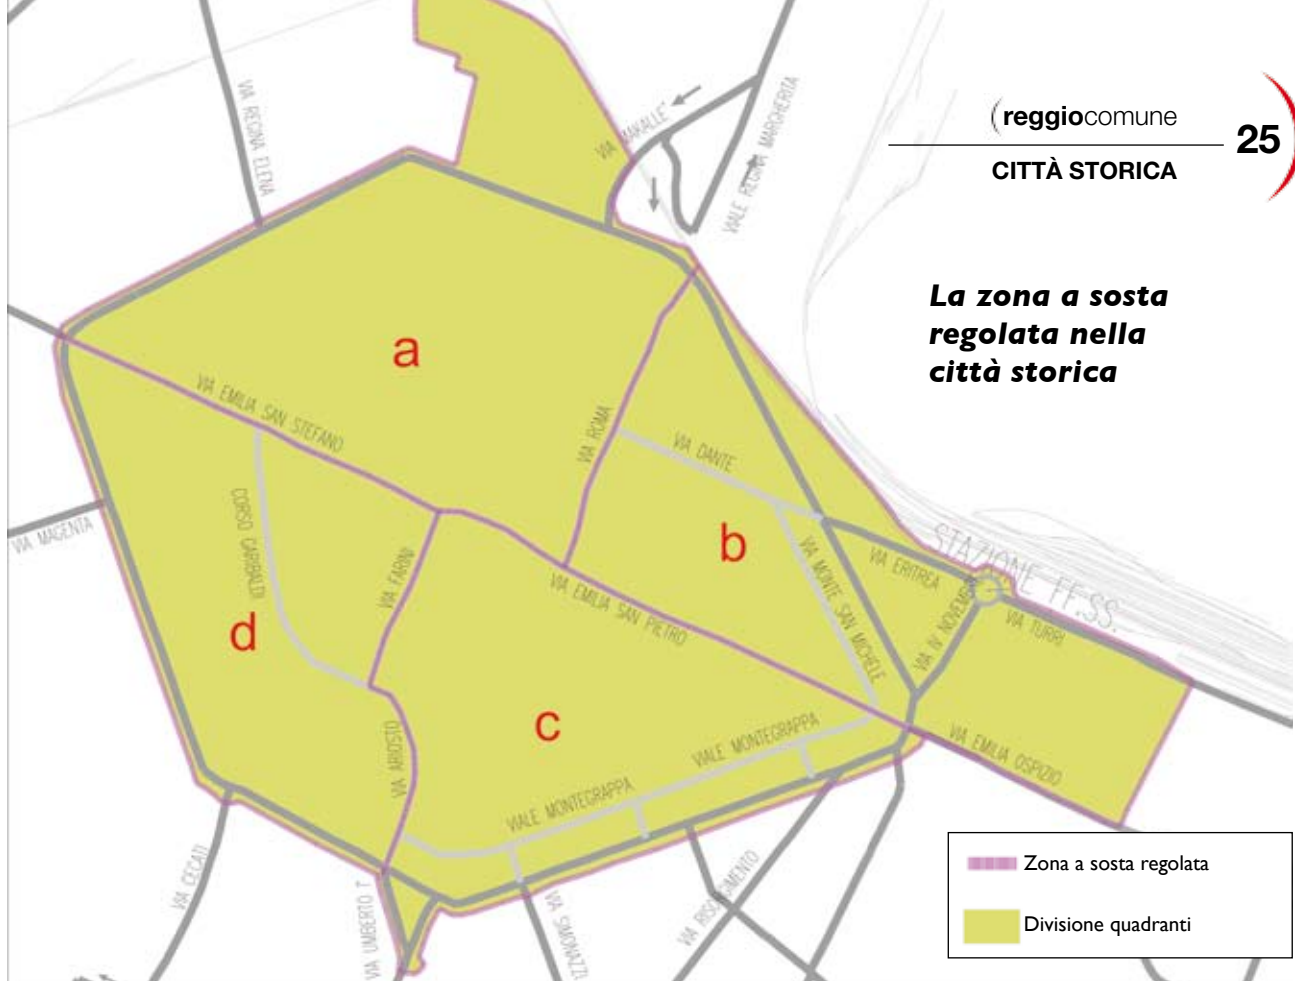 (reggiocomune
25
CITTÀ STORICA
La zona a sosta
regolata nella
città storica
VIA REGINA ELENA
VIA MAKALLE'
VIALE REGINA MARGHERITA
a
VIA EMILIA SAN STEFANO
VIA ROMA
VIA DANTE
CORSO GARIBALDI
VIA MAGENTA
VIA FARINI
b
VIA MONTE SAN MICHELE
VIA ERITREA
STAZIONE FF.SS.
VIA EMILIA SAN PIETRO
VIA IV NOVEMBRE
VIA TURRI
d
c
VIA ARIOSTO
VIALE MONTEGRAPPA
VIALE MONTEGRAPPA
VIA EMILIA OSPIZIO
VIA CECATI
VIA UMBERTO 1°
VIA SIMONAZZI
VIA RISORGIMENTO
Zona a sosta regolata
Divisione quadranti